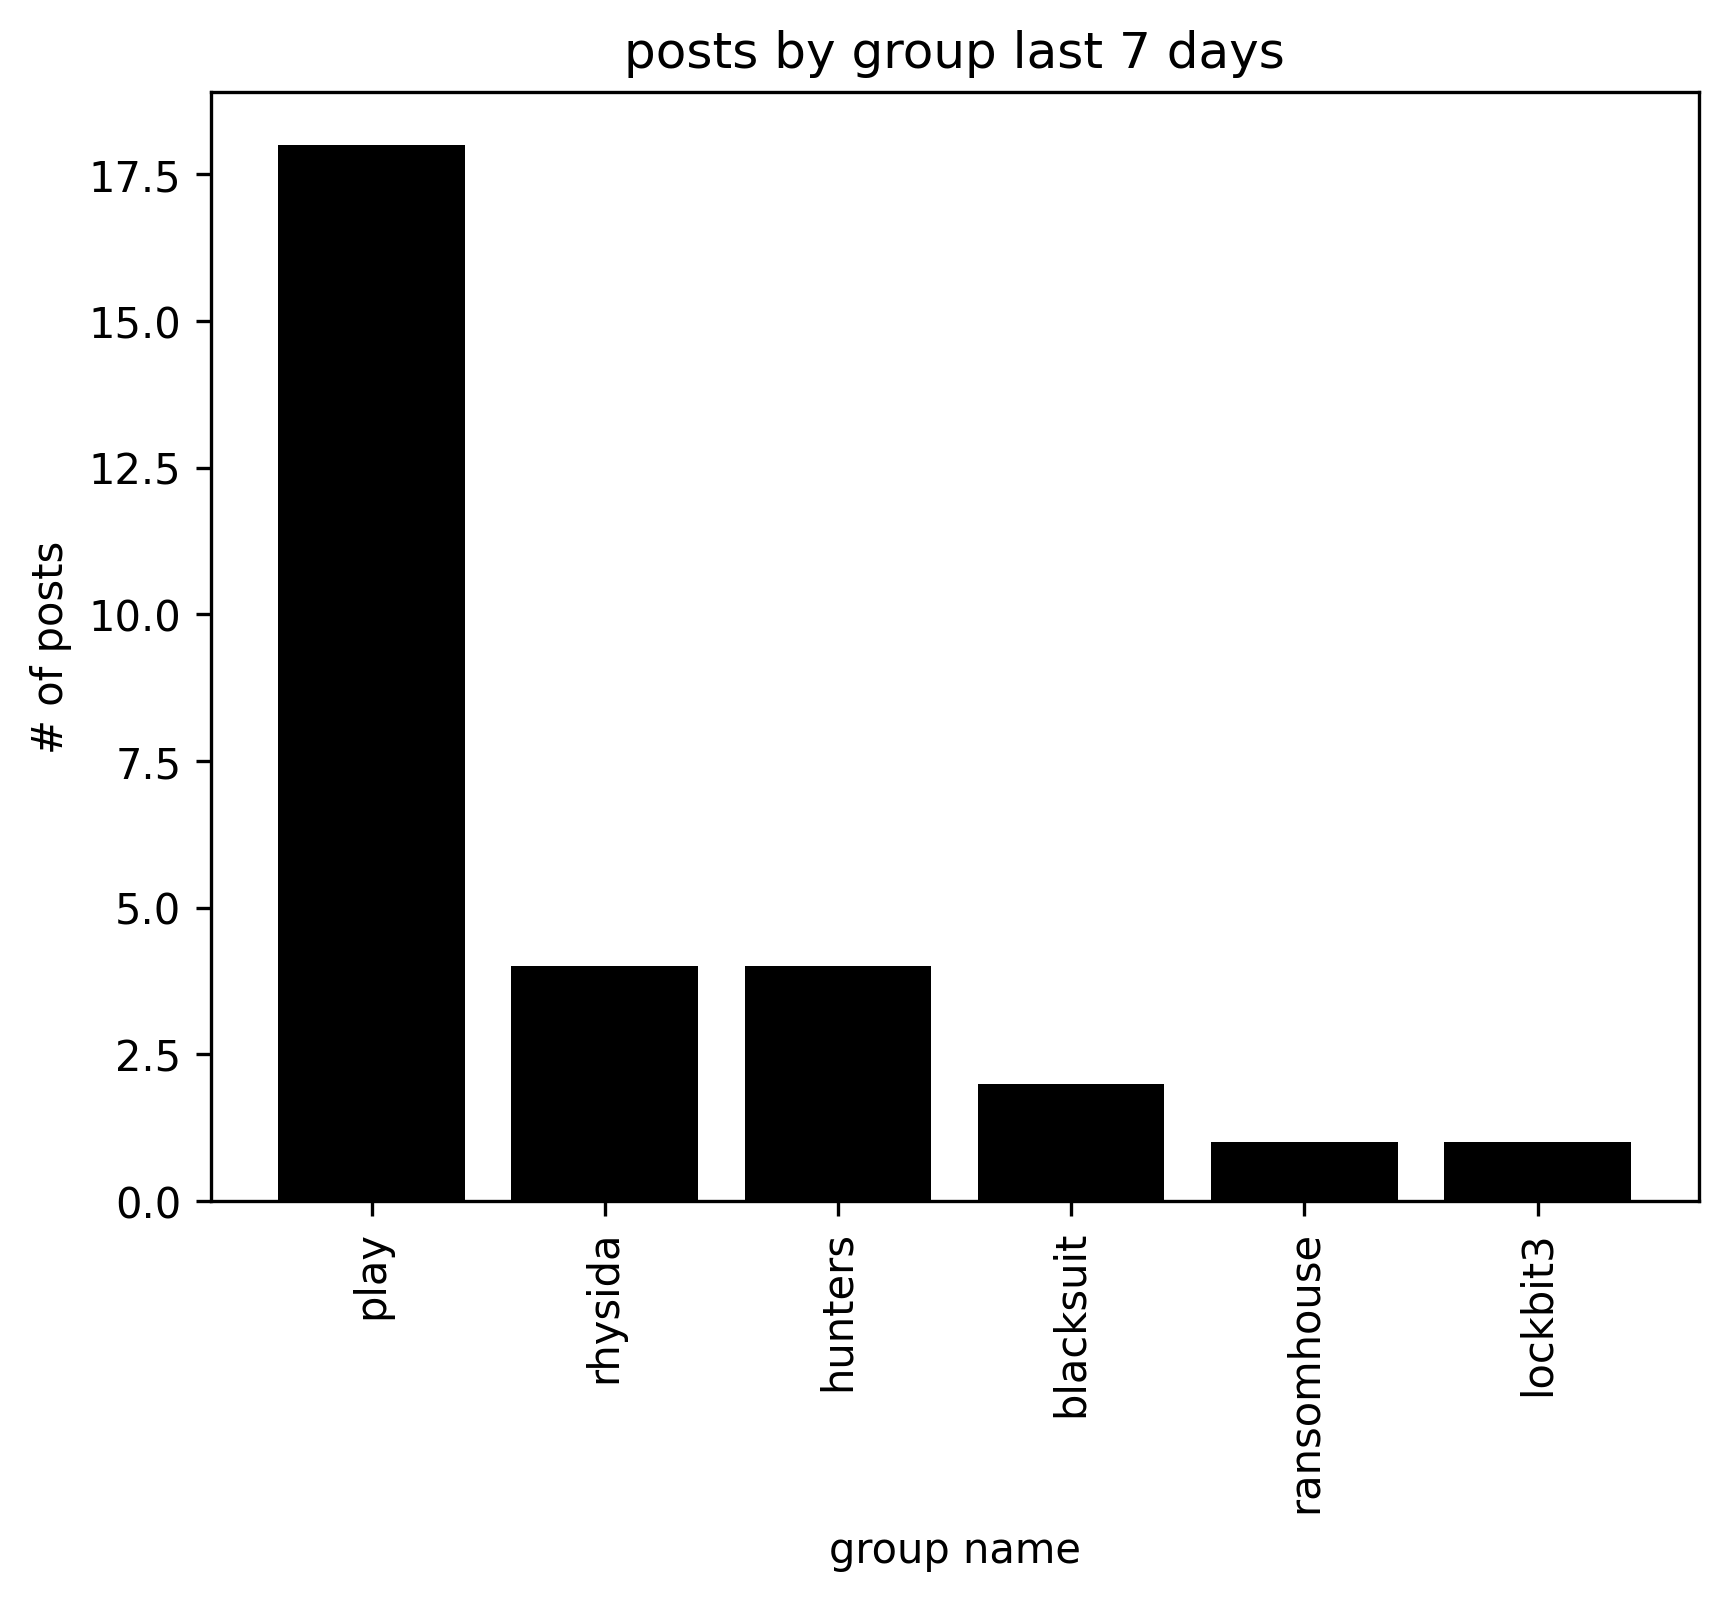 posts by group last 7 days
# of posts
17.5
15.0
12.5
10.0
7.5
5.0
2.5
0.0
play
rhysida
hunters
blacksuit
ransomhouse
lockbit3
group name